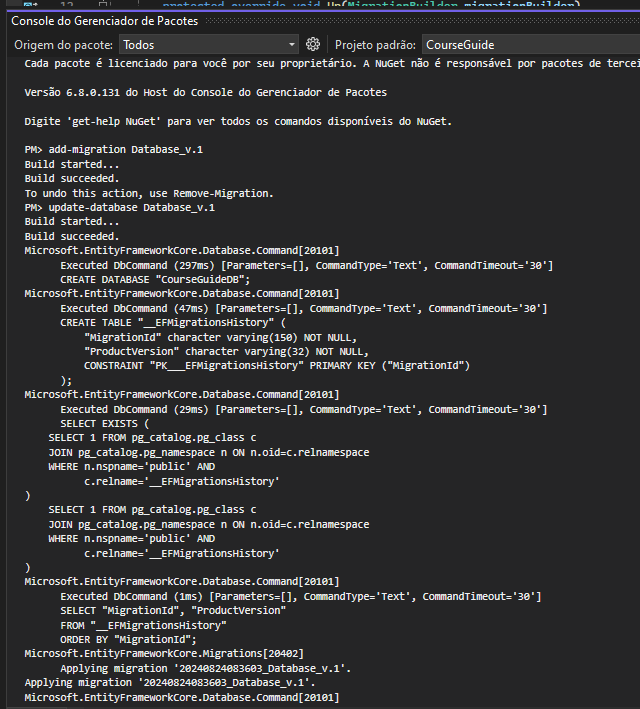 12
protected override void Up(MigrationBuilder migrationBuilder)
Console do Gerenciador de Pacotes
Origem do pacote: Todos Projeto padrão: CourseGuide
Cada pacote é licenciado para você por seu proprietário. A NuGet não é responsável por pacotes de tercei
Versão 6.8.0.131 do Host do Console do Gerenciador de Pacotes
Digite 'get-help NuGet' para ver todos os comandos disponíveis do NuGet.
PM> add-migration Database_v.1
Build started...
Build succeeded.
To undo this action, use Remove-Migration.
PM> update-database Database_v.1
Build started...
Build succeeded.
Microsoft.EntityFrameworkCore.Database.Command[20101]
Executed DbCommand (297ms) [Parameters=[], CommandType='Text', CommandTimeout='30']
CREATE DATABASE "CourseGuideDB";
Microsoft.EntityFrameworkCore.Database.Command[20101]
Executed DbCommand (47ms) [Parameters=[], CommandType='Text', CommandTimeout='30']
CREATE TABLE "__EFMigrationsHistory" (
"MigrationId" character varying(150) NOT NULL,
"ProductVersion" character varying(32) NOT NULL,
CONSTRAINT "PK___EFMigrationsHistory" PRIMARY KEY ("MigrationId")
);
Microsoft.EntityFrameworkCore.Database.Command[20101]
Executed DbCommand (29ms) [Parameters=[], CommandType='Text', CommandTimeout='30']
SELECT EXISTS (
SELECT 1 FROM pg_catalog.pg_class c
JOIN pg_catalog.pg_namespace n ON n.oid=c.relnamespace
WHERE n.nspname='public' AND
c.relname='__EFMigrationsHistory'
)
SELECT 1 FROM pg_catalog.pg_class c
JOIN pg_catalog.pg_namespace n ON n.oid=c.relnamespace
WHERE n.nspname='public' AND
c.relname='__EFMigrationsHistory'
)
Microsoft.EntityFrameworkCore.Database.Command[20101]
Executed DbCommand (1ms) [Parameters=[], CommandType='Text', CommandTimeout='30']
SELECT "MigrationId", "ProductVersion"
FROM "__EFMigrationsHistory"
ORDER BY "MigrationId";
Microsoft.EntityFrameworkCore.Migrations[20402]
Applying migration '20240824083603_Database_v.1'.
Applying migration '20240824083603_Database_v.1'.
Microsoft.EntityFrameworkCore.Database.Command[20101]